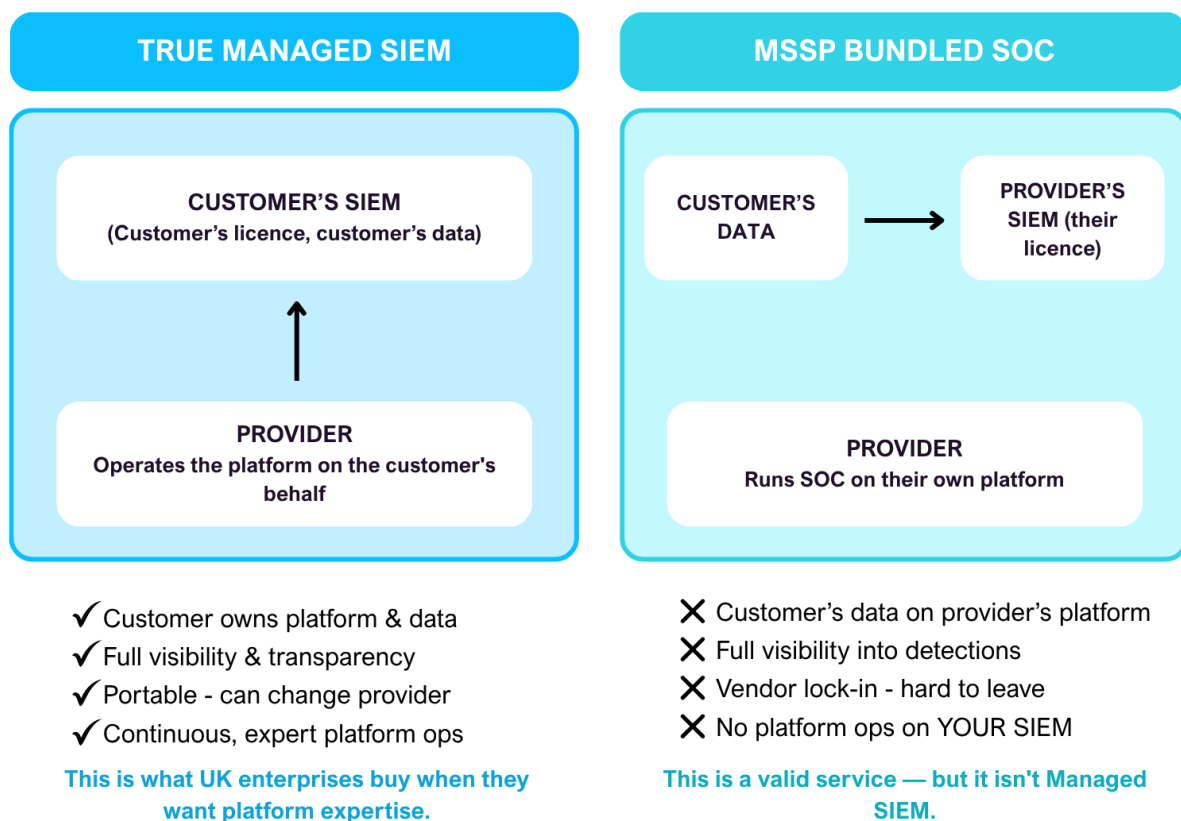 TRUE MANAGED SIEM
CUSTOMER’S SIEM
(Customer’s licence, customer’s data)
PROVIDER
Operates the platform on the customer's
behalf
✓ Customer owns platform & data
✓ Full visibility & transparency
✓ Portable - can change provider
✓ Continuous, expert platform ops
This is what UK enterprises buy when they
want platform expertise.
MSSP BUNDLED SOC
CUSTOMER’S
DATA
PROVIDER’S
SIEM (their
licence)
PROVIDER
Runs SOC on their own platform
✕ Customer’s data on provider’s platform
✕ Full visibility into detections
✕ Vendor lock-in - hard to leave
✕ No platform ops on YOUR SIEM
This is a valid service — but it isn't Managed
SIEM.